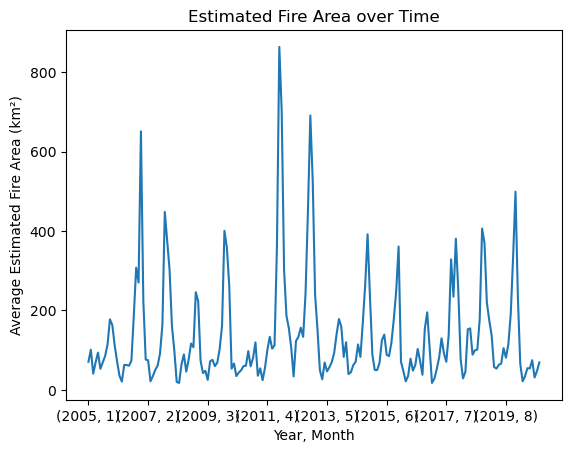 Estimated Fire Area over Time
Average Estimated Fire Area (km²)
800
600
400
200
0
(2005, 1) (2007, 2) (2009, 3) (2011, 4) (2013, 5) (2015, 6) (2017, 7) (2019, 8)
Year, Month